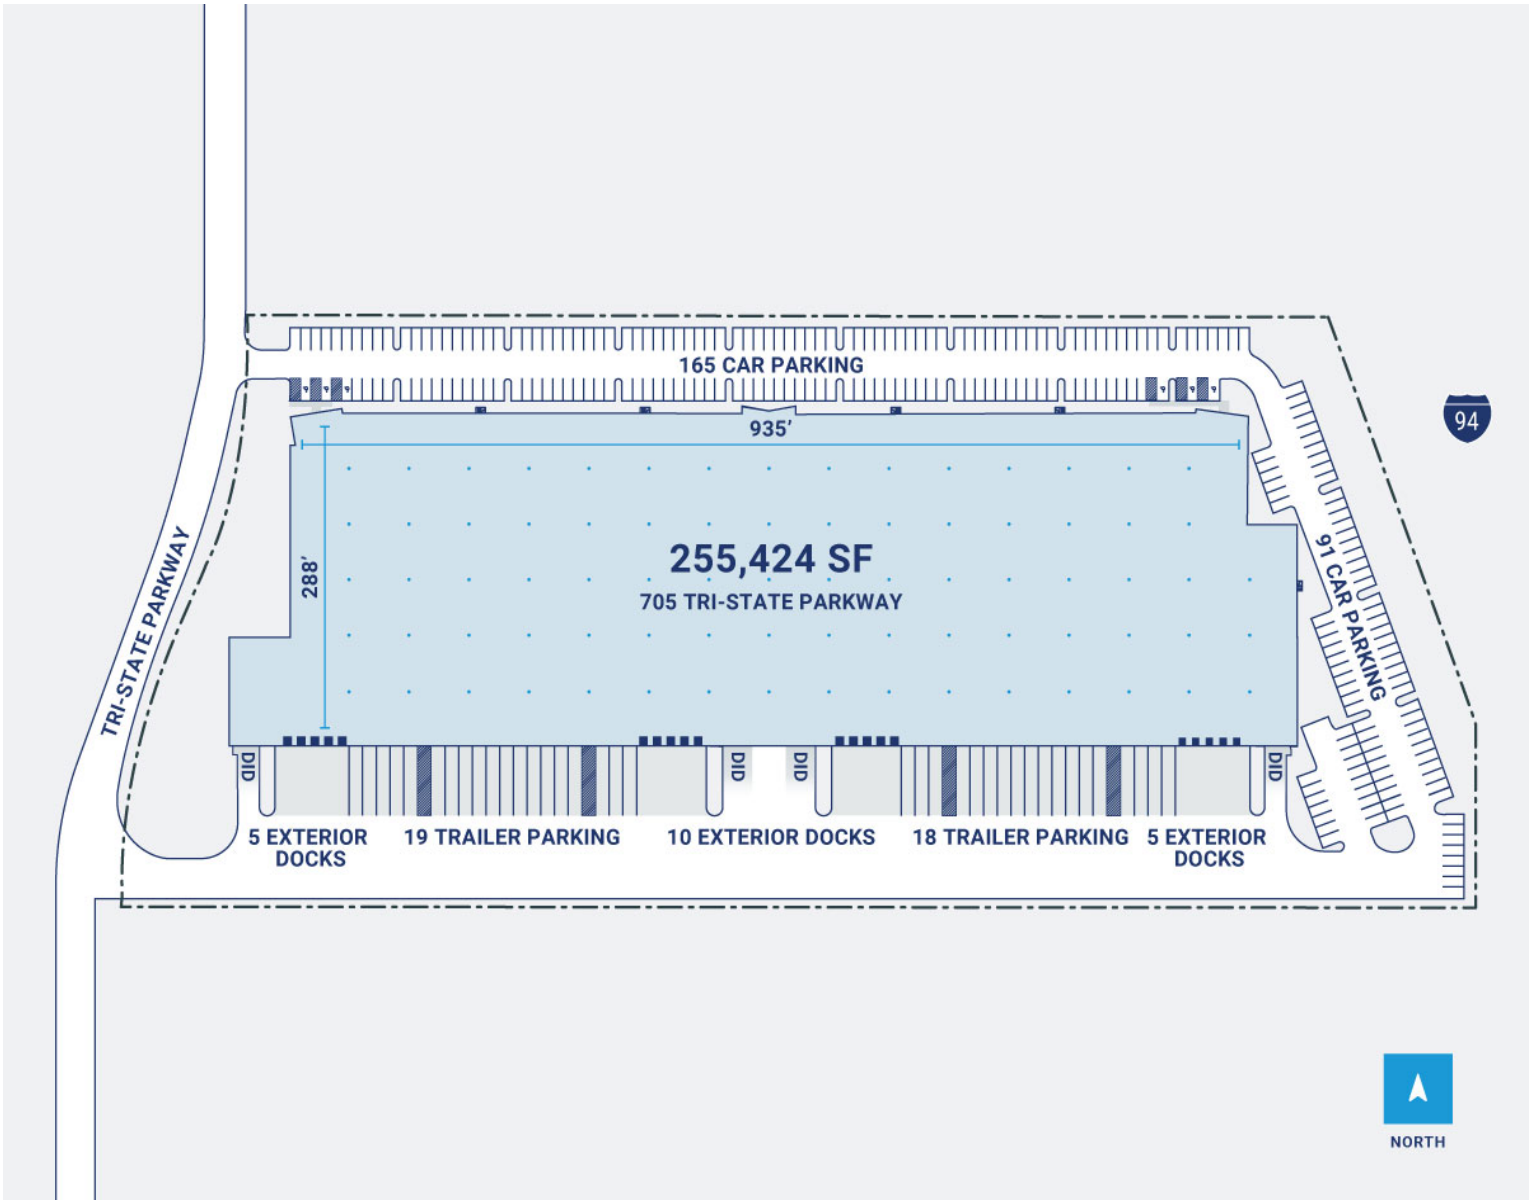 165 CAR PARKING
935’
94
255,424 SF
705 TRI-STATE PARKWAY
288’
91 CAR PARKING
TRI-STATE PARKWAY
DID
DID
DID
DID
5 EXTERIOR
DOCKS
19 TRAILER PARKING
10 EXTERIOR DOCKS
18 TRAILER PARKING
5 EXTERIOR
DOCKS
NORTH